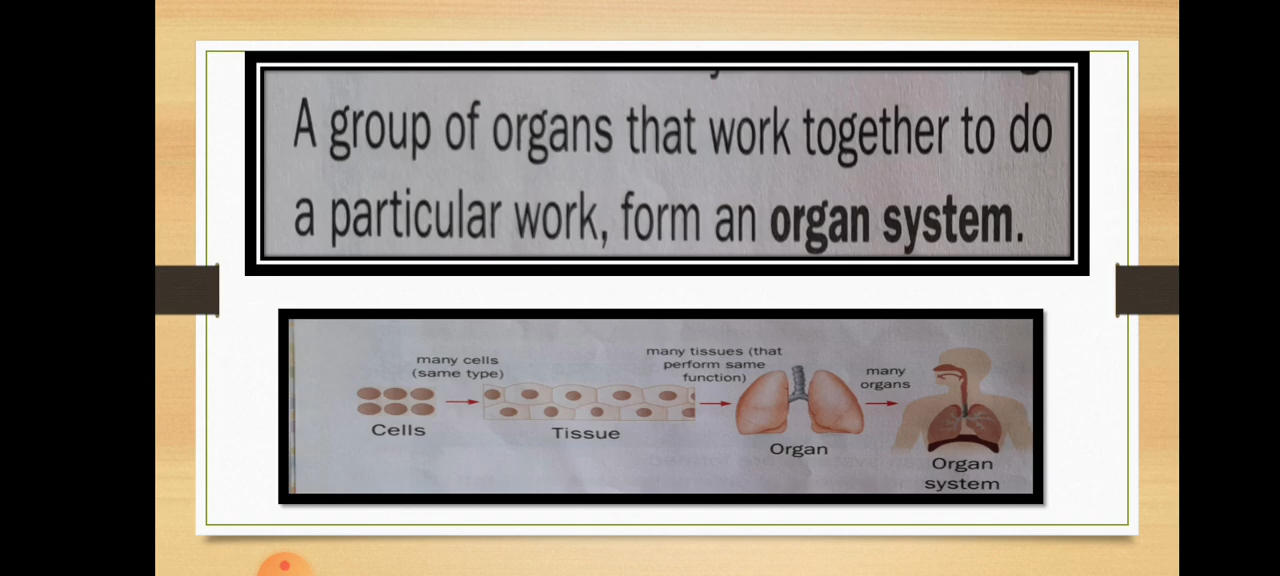 A group of organs that work together to do
a particular work, form an organ system.
many cells
(same type)
many tissues (that
perform same
function)
many
organs
Cells
Tissue
Organ
Organ
system